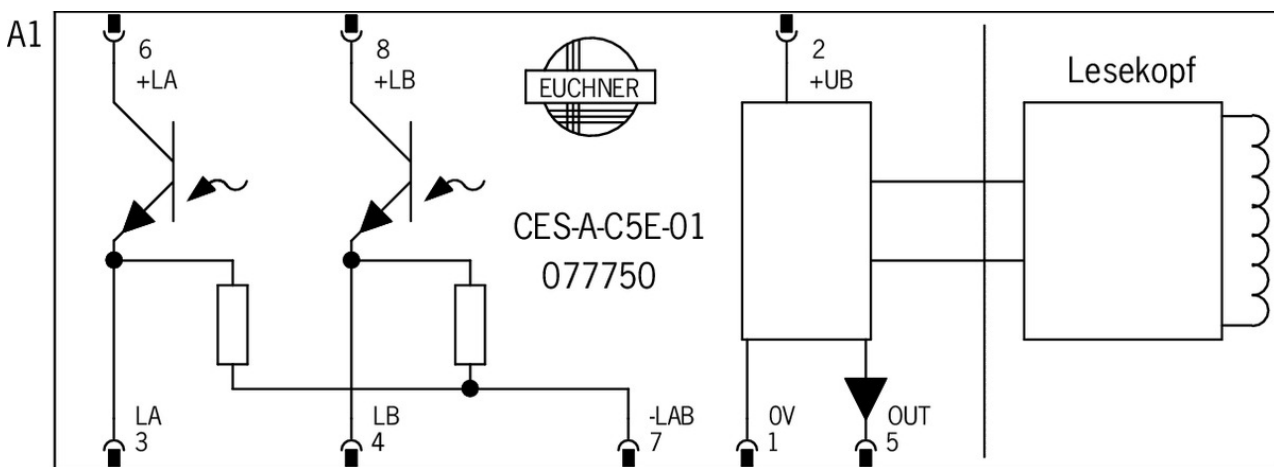 A1
6
+LA
8
+LB
EUCHNER
2
+UB
Lesekopf
CES-A-C5E-01
077750
LA
3
LB
4
-LAB
7
0V
1
OUT
5